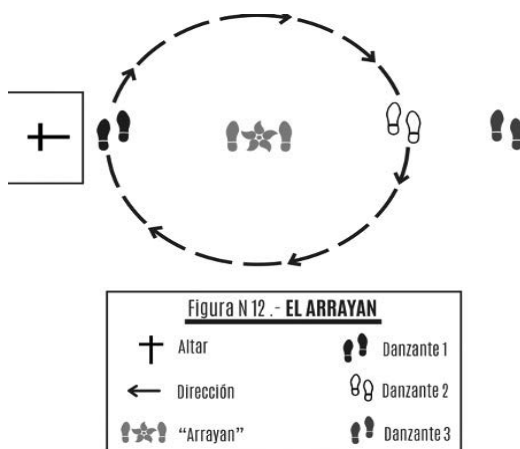 Figura N 12 .- EL ARRAYAN
Altar
Danzante 1
Dirección
Danzante 2
“Arrayan”
Danzante 3